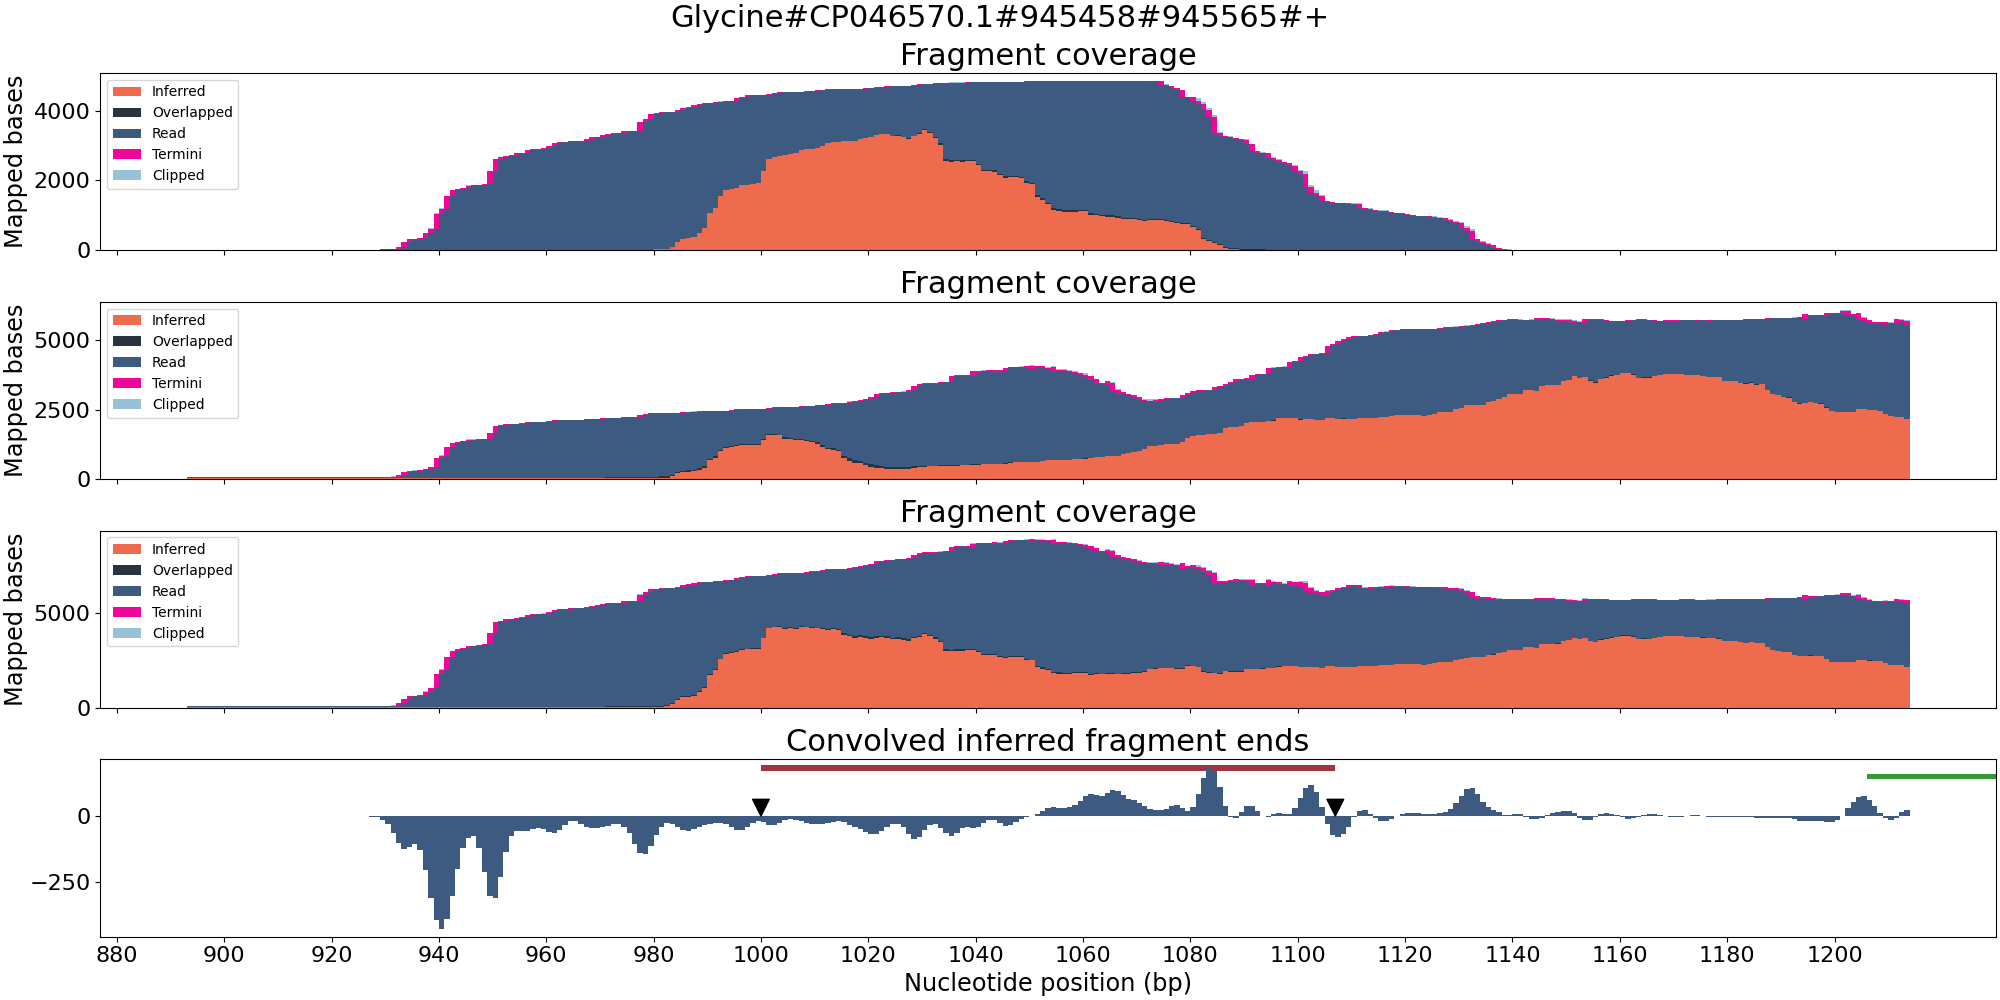 Glycine#CP046570.1#945458#945565#+
Fragment coverage
Mapped bases
4000
2000
0
Inferred
Overlapped
Read
Termini
Clipped
Fragment coverage
Mapped bases
5000
2500
0
Inferred
Overlapped
Read
Termini
Clipped
Fragment coverage
Mapped bases
5000
0
Inferred
Overlapped
Read
Termini
Clipped
Convolved inferred fragment ends
0
−250
880 900 920 940 960 980 1000 1020 1040 1060 1080 1100 1120 1140 1160 1180 1200
Nucleotide position (bp)